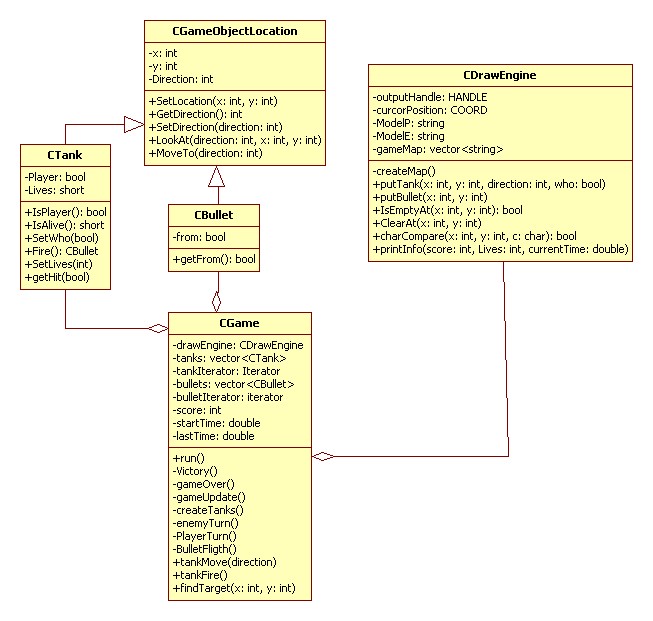 CGameObjectLocation
-x: int
-y: int
-Direction: int
+SetLocation(x: int, y: int)
+GetDirection(): int
+SetDirection(direction: int)
+LookAt(direction: int, x: int, y: int)
+MoveTo(direction: int)
CDrawEngine
-outputHandle: HANDLE
-curcorPosition: COORD
-ModelP: string
-ModelE: string
-gameMap: vector<string>
-createMap()
+putTank(x: int, y: int, direction: int, who: bool)
+putBullet(x: int, y: int)
+IsEmptyAt(x: int, y: int): bool
+ClearAt(x: int, y: int)
+charCompare(x: int, y: int, c: char): bool
+printInfo(score: int, Lives: int, currentTime: double)
CTank
-Player: bool
-Lives: short
+IsPlayer(): bool
+IsAlive(): short
+SetWho(bool)
+Fire(): CBullet
+SetLives(int)
+getHit(bool)
CBullet
-from: bool
+getFrom(): bool
CGame
-drawEngine: CDrawEngine
-tanks: vector<CTank>
-tankIterator: Iterator
-bullets: vector<CBullet>
-bulletIterator: iterator
-score: int
-startTime: double
-lastTime: double
+run()
-Victory()
-gameOver()
-gameUpdate()
-createTanks()
-enemyTurn()
-PlayerTurn()
-BulletFligth()
+tankMove(direction)
+tankFire()
+findTarget(x: int, y: int)